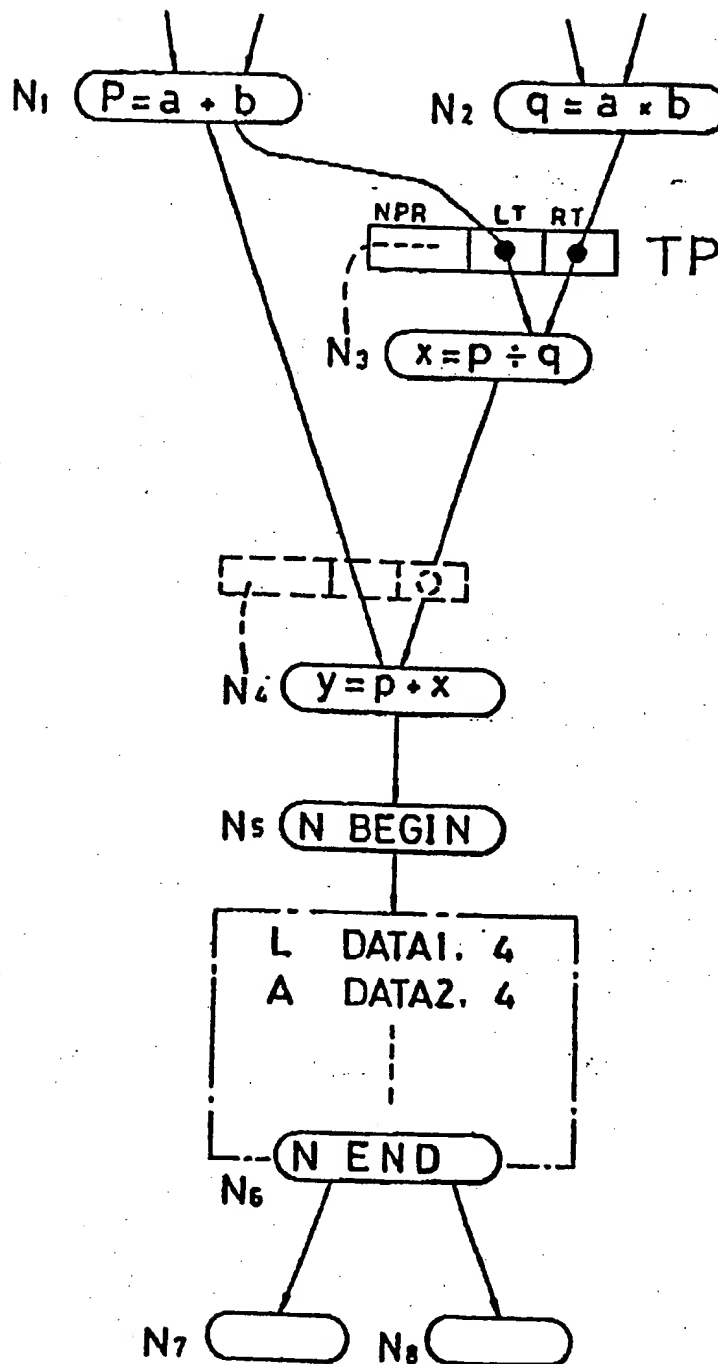 N1 P=a+b
N2 q=a×b
NPR LT RT
TP
N3 x=p÷q
N4 y=p+x
N5 N BEGIN
L DATA1. 4
A DATA2. 4
N6 N END
N7 N8